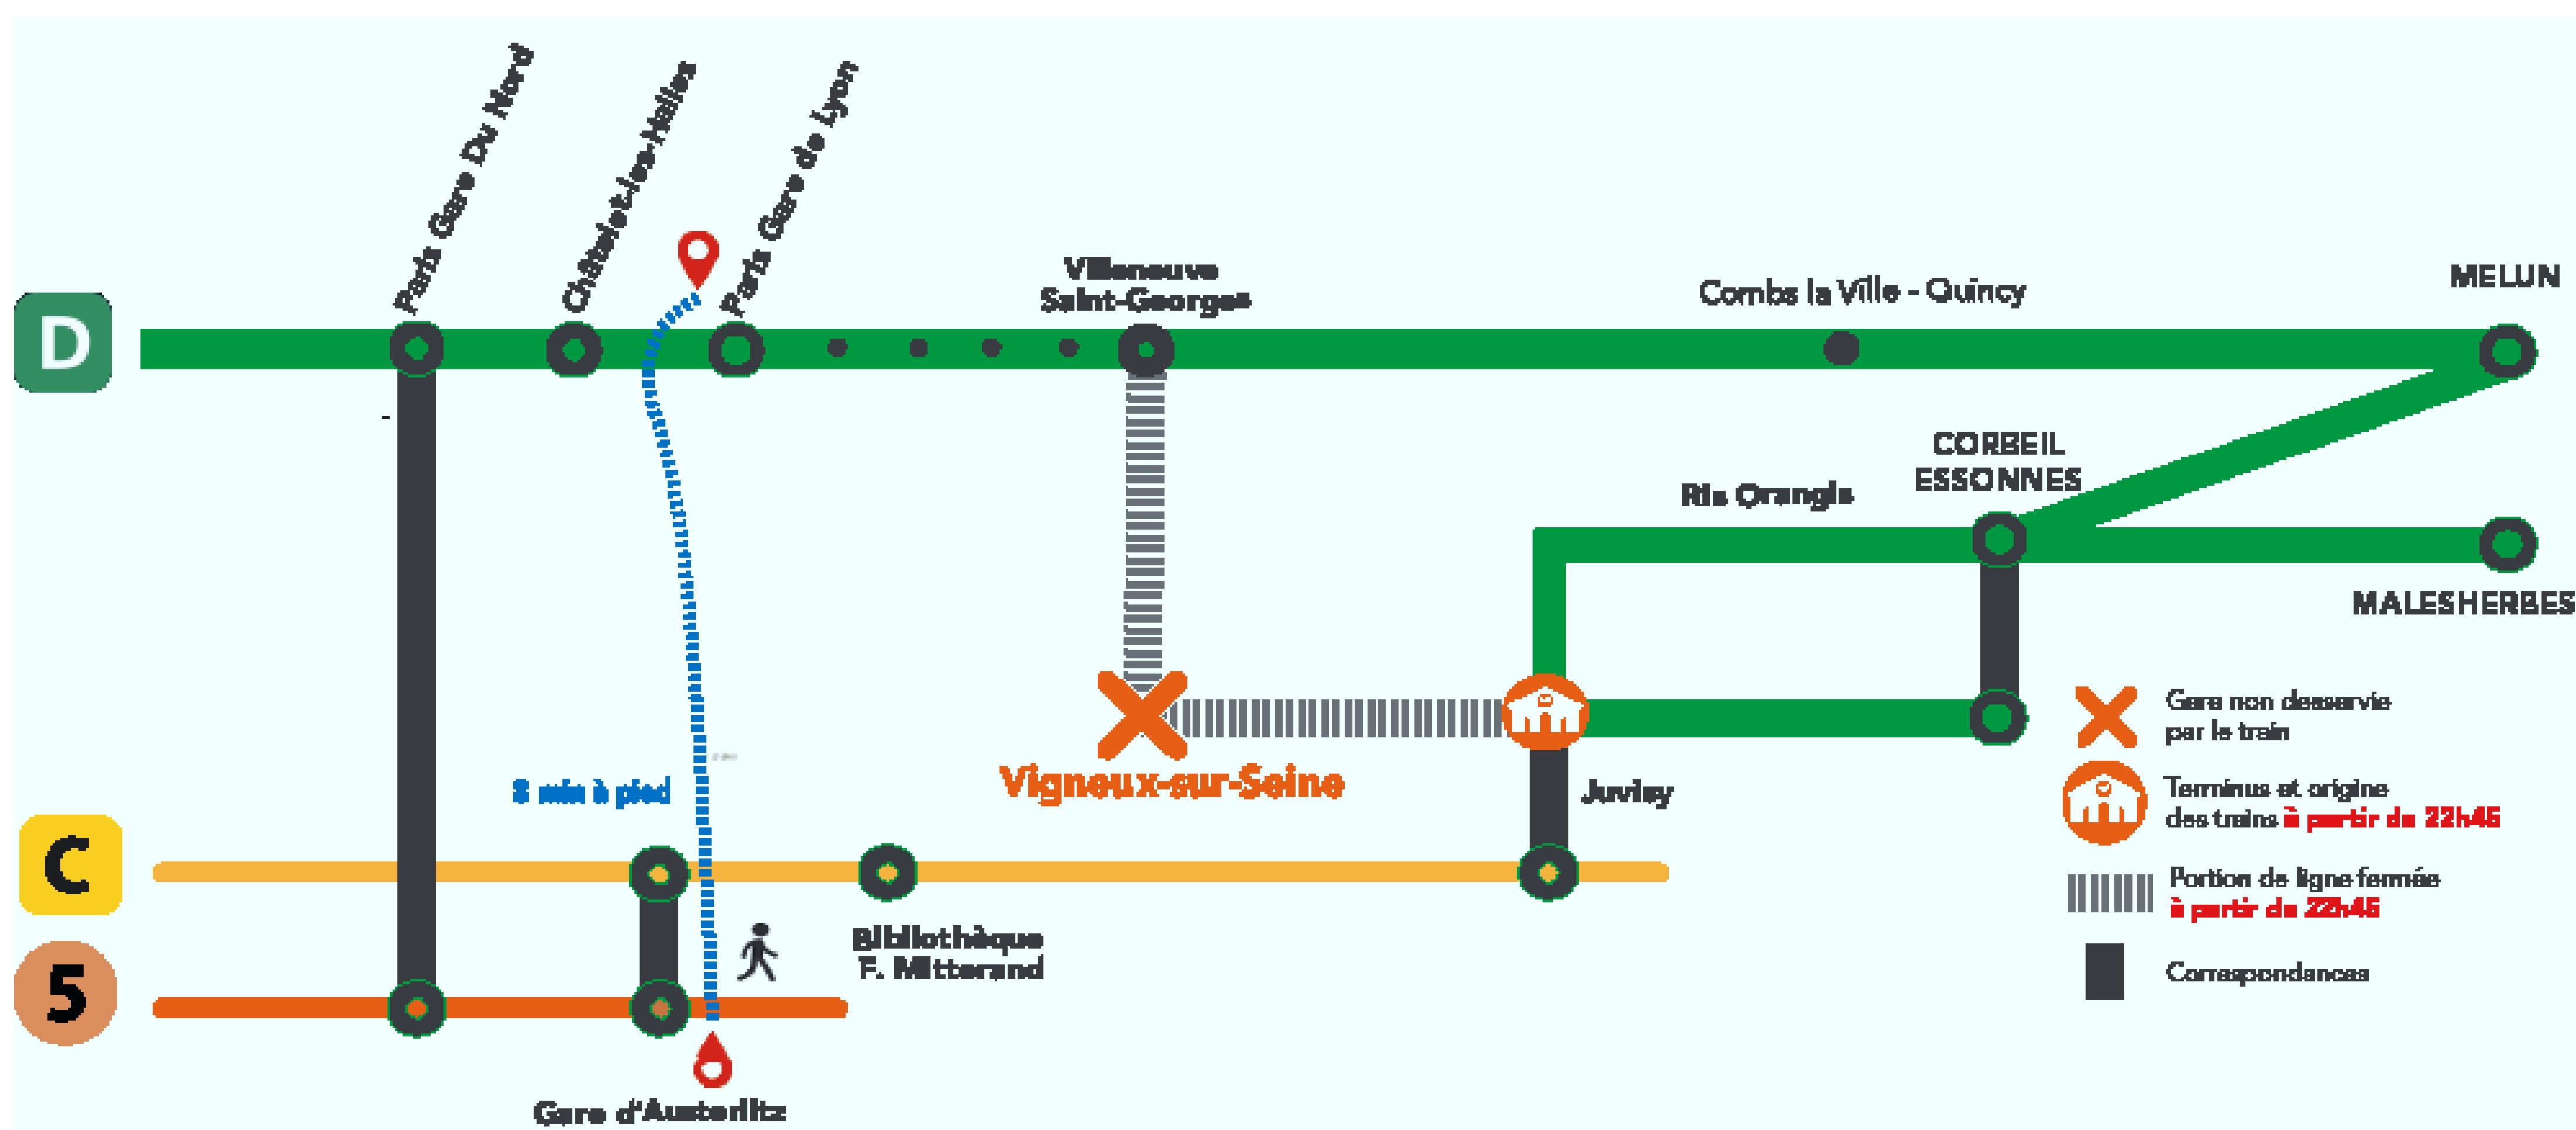 Paris Gare Du Nord
Châtelet-les-Halles
Paris Gare de Lyon
Villeneuve
Saint-Georges
Combs la Ville - Quincy
MELUN
D
CORBEIL
ESSONNES
Ris Orangis
MALESHERBES
Gare non desservie
par le train
Vigneux-sur-Seine
8 min à pied
Juvisy
Terminus et origine
des trains à partir de 22h45
C
Portion de ligne fermée
à partir de 22h45
Bibliothèque
F. Mitterand
5
Correspondances
Gare d'Austerlitz